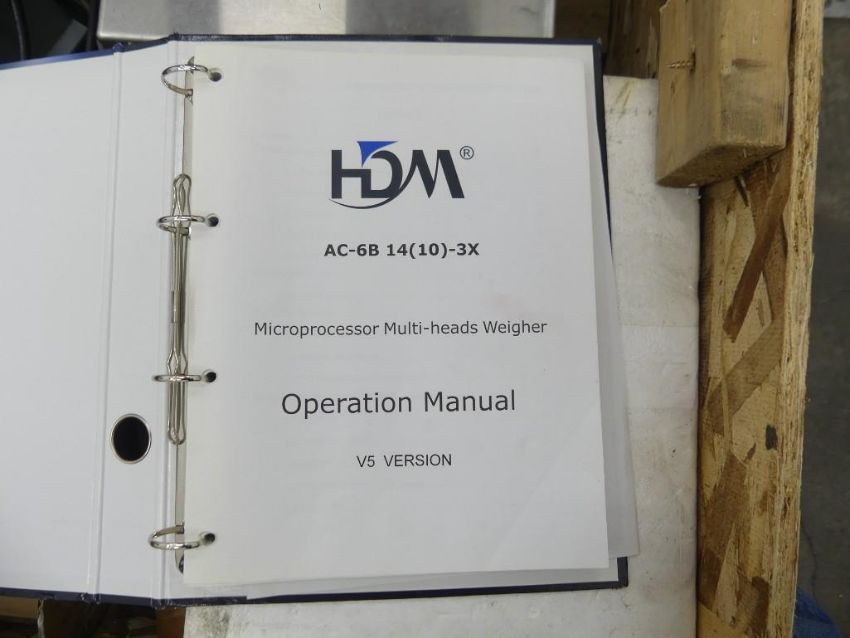 HDM®
AC-6B 14(10)-3X
Microprocessor Multi-heads Weigher
Operation Manual
V5 VERSION